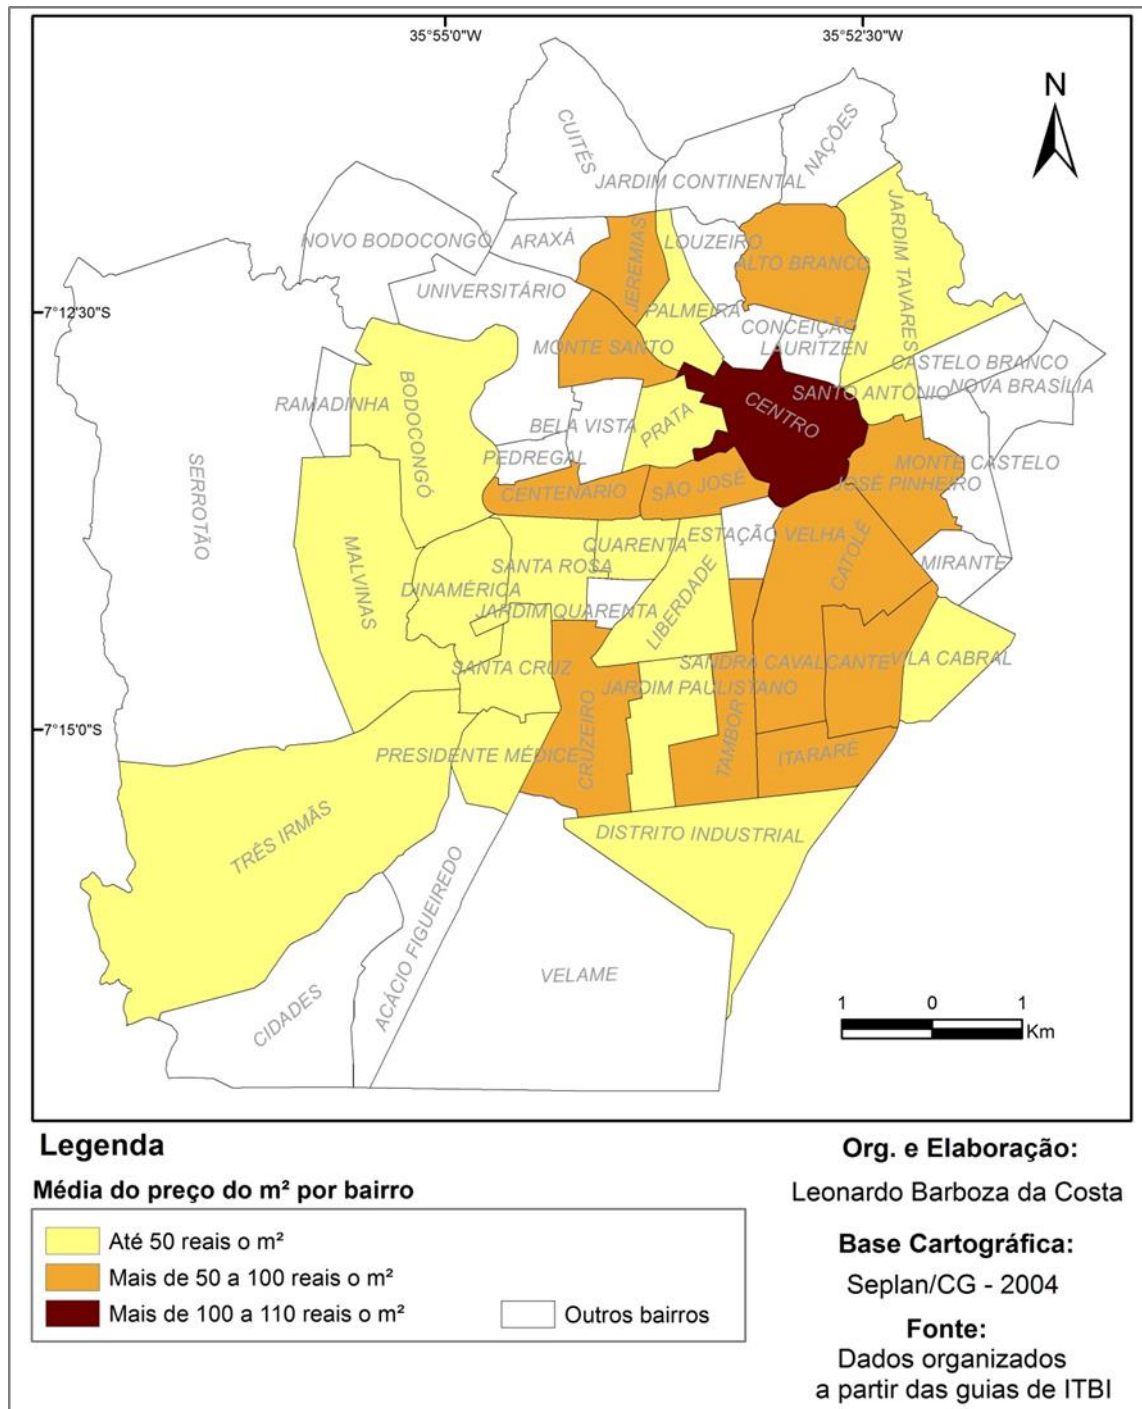 35°55'0"W
35°52'30"W
N
CUITÉS
NAÇÕES
JARDIM CONTINENTAL
JARDIM TAVARES
NOVO BODOCONGÓ
ARAXÁ
JEREMIAS
LOUZEIRO
ALTO BRANCO
UNIVERSITÁRIO
7°12'30"S
PALMEIRA
CONCEIÇÃO
LAURITZEN
MONTE SANTO
CASTELO BRANCO
SANTO ANTÔNIO
NOVA BRASÍLIA
RAMADINHA
BODOCONGÓ
BELA VISTA
PRATA
CENTRO
PEDREGAL
MONTE CASTELO
JOSÉ PINHEIRO
SERROTÃO
CENTENÁRIO
SÃO JOSÉ
ESTAÇÃO VELHA
CATOLÉ
QUARENTA
MALVINAS
SANTA ROSA
MIRANTE
DINAMÉRICA
JARDIM QUARENTA
LIBERDADE
SANTA CRUZ
SANDRA CAVALCANTE
VILA CABRAL
JARDIM PAULISTANO
7°15'0"S
PRESIDENTE MÉDICE
CRUZEIRO
TAMBOR
ITARARÉ
TRÊS IRMÃS
DISTRITO INDUSTRIAL
ACÁCIO FIGUEIREDO
VELAME
CIDADES
1 0 1
Km
Legenda
Média do preço do m² por bairro
Até 50 reais o m²
Mais de 50 a 100 reais o m²
Mais de 100 a 110 reais o m²
Outros bairros
Org. e Elaboração:
Leonardo Barboza da Costa
Base Cartográfica:
Seplan/CG - 2004
Fonte:
Dados organizados
a partir das guias de ITBI